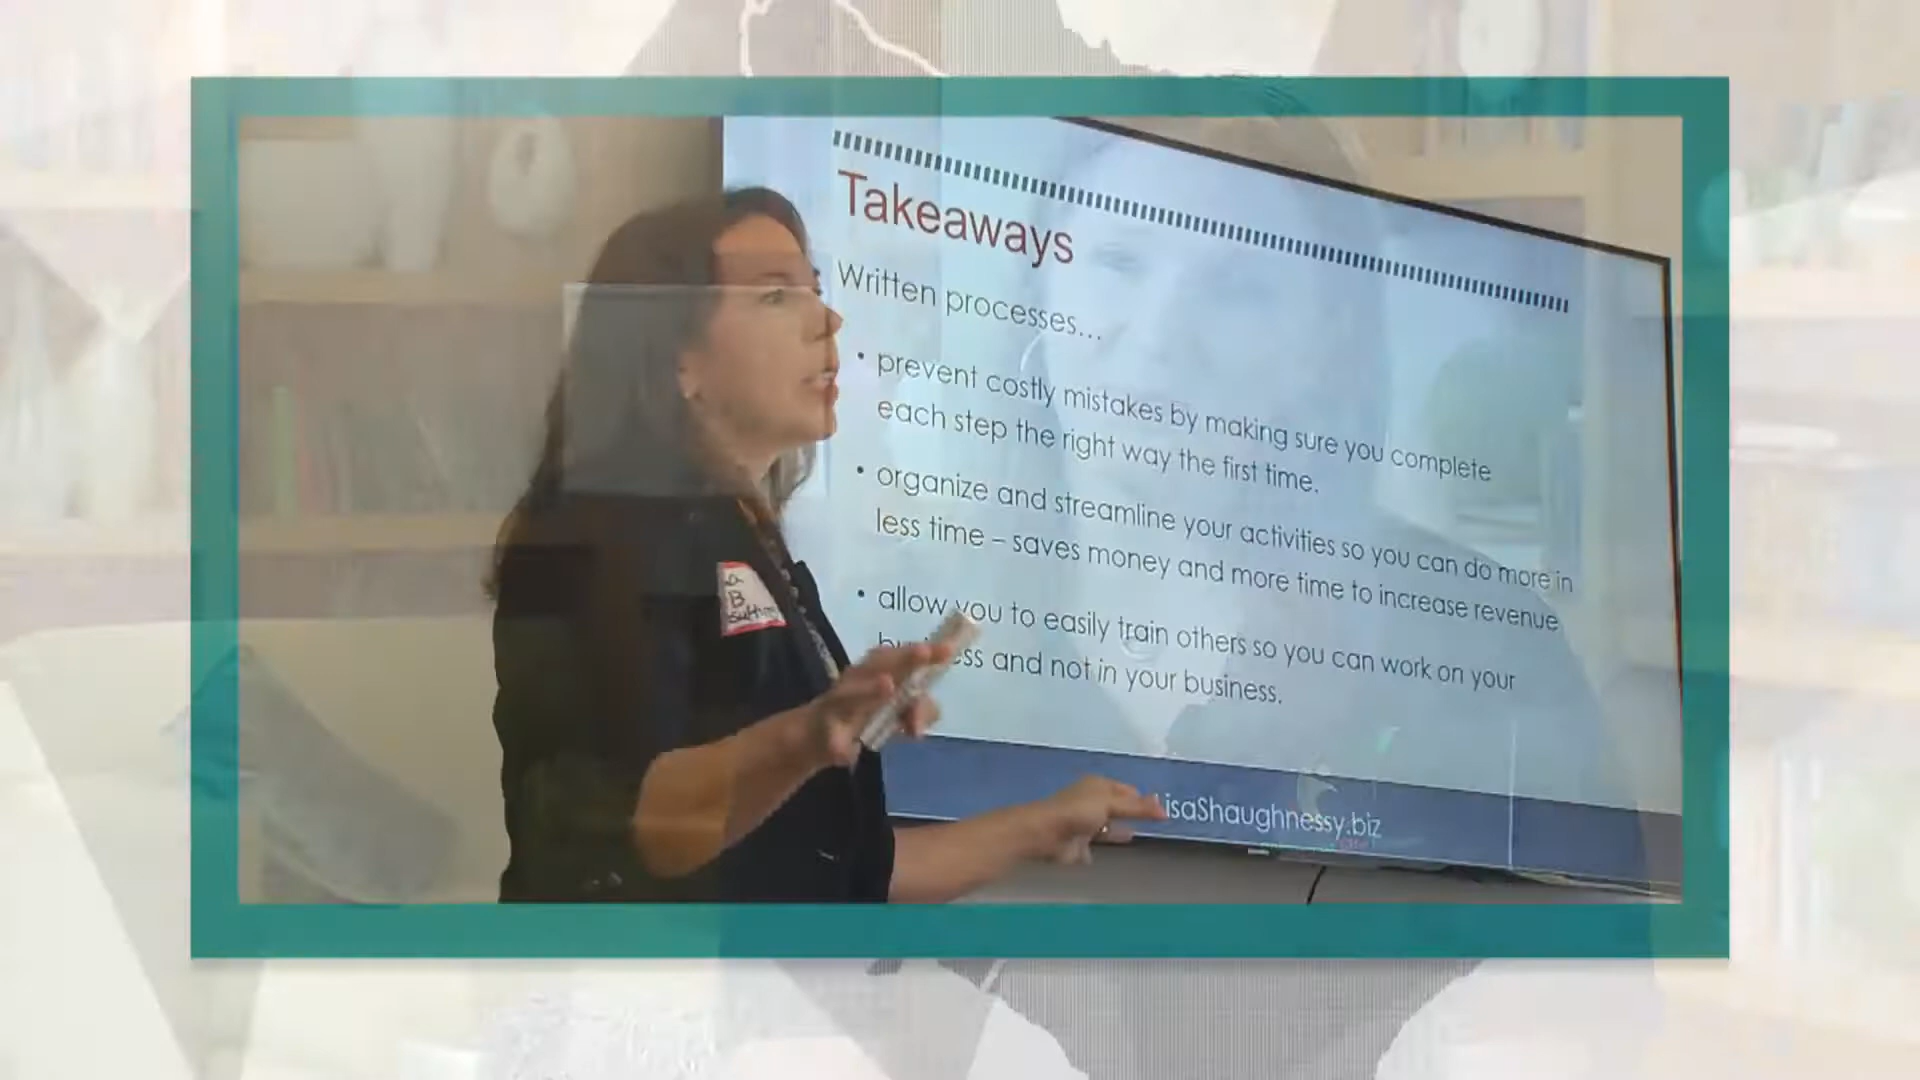 Takeaways
Written processes...
• prevent costly mistakes by making sure you complete
each step the right way the first time.
• organize and streamline your activities so you can do more in
less time – saves money and more time to increase revenue
• allow you to easily train others so you can work on your
and not in your business.
LisaShaughnessy.biz
B